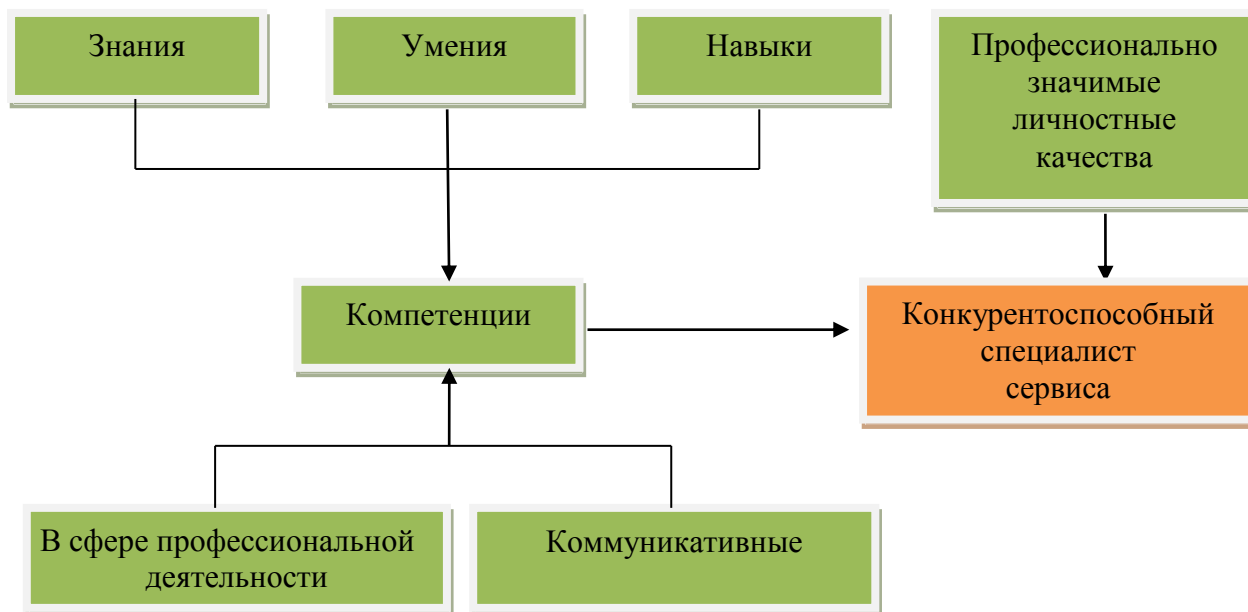 Знания
Умения
Навыки
Профессионально
значимые
личностные
качества
Компетенции
Конкурентоспособный
специалист
сервиса
В сфере профессиональной
деятельности
Коммуникативные